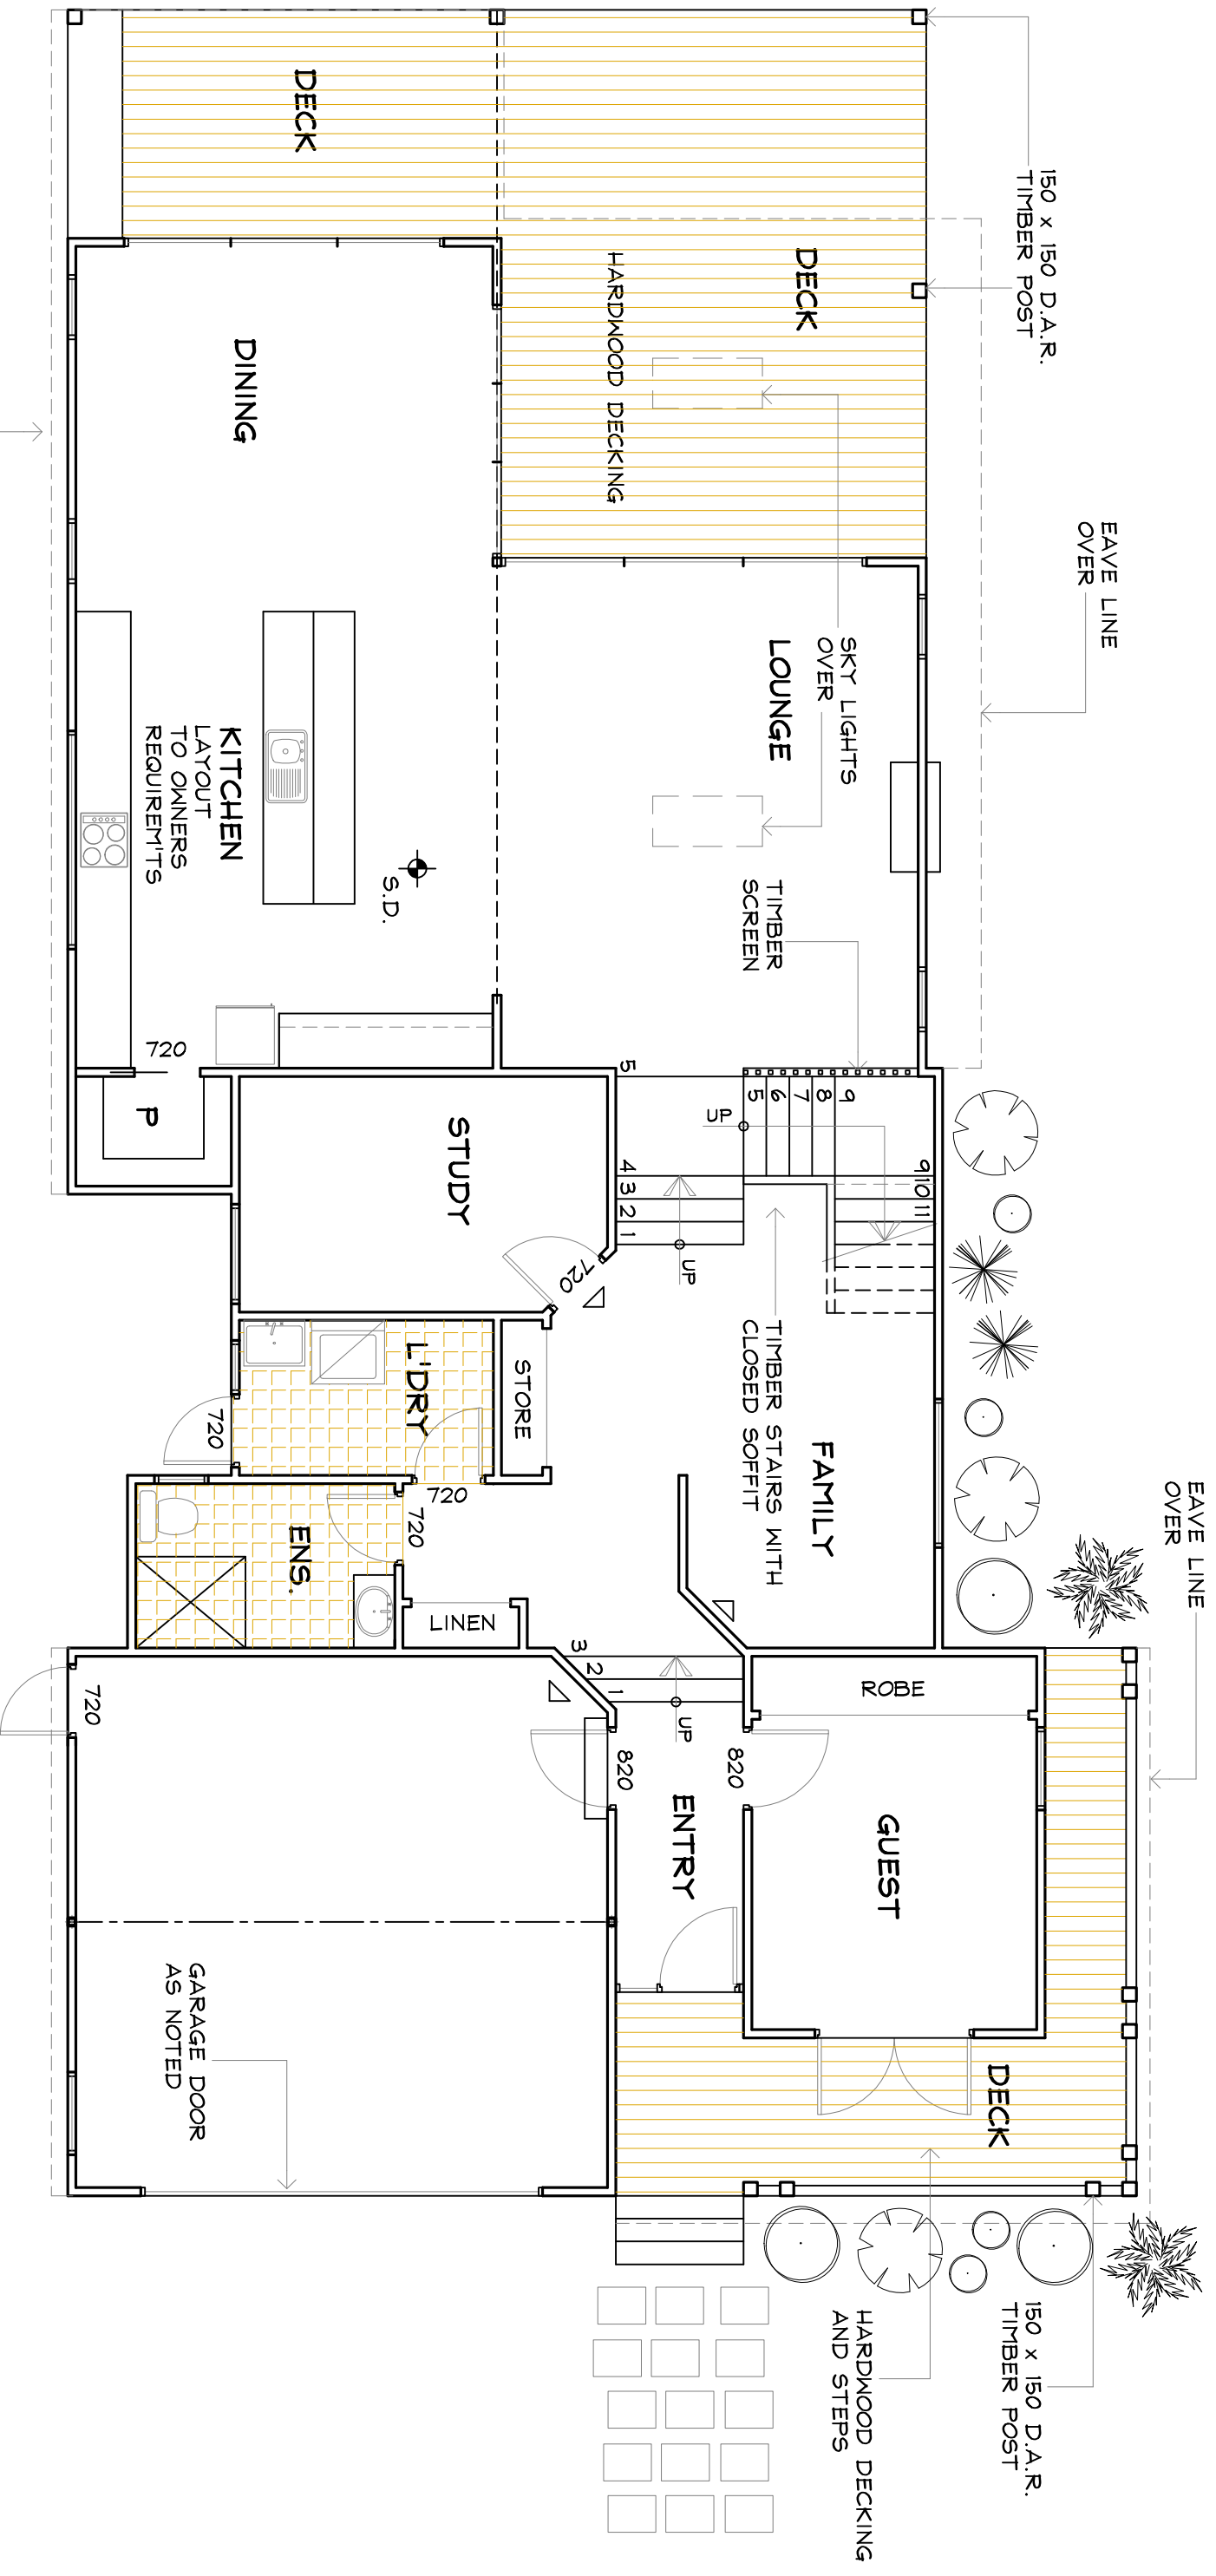 150 x 150 D.A.R.
TIMBER POST
DECK
DECK
HARDWOOD DECKING
DINING
EAVE LINE
OVER
SKY LIGHTS
OVER
LOUNGE
KITCHEN
LAYOUT
TO OWNERS
REQUIREM'TS
S.D.
TIMBER
SCREEN
720
P
STUDY
5
4
3
2
1
UP
5
6
7
8
9
UP
9
10
11
720
TIMBER STAIRS WITH
CLOSED SOFFIT
FAMILY
STORE
L'DRY
720
720
720
ENS.
LINEN
EAVE LINE
OVER
3
2
1
UP
ROBE
820
820
ENTRY
GUEST
720
GARAGE DOOR
AS NOTED
DECK
150 x 150 D.A.R.
TIMBER POST
HARDWOOD DECKING
AND STEPS